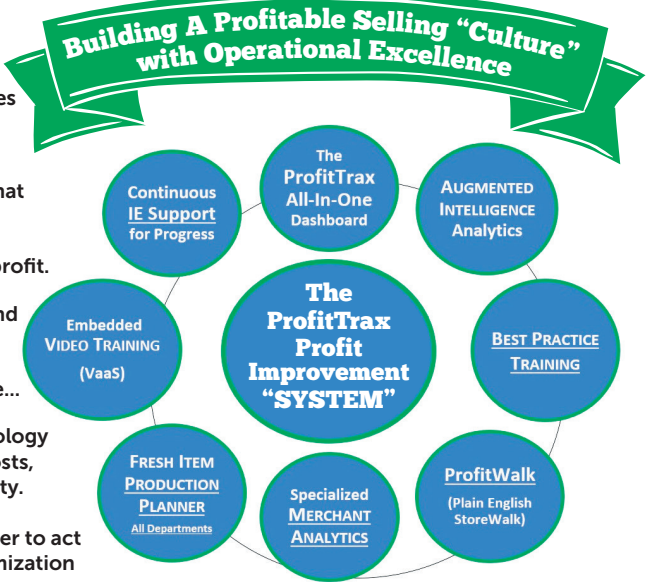 Building A Profitable Selling “Culture”
with Operational Excellence
The
ProfitTrax
All-In-One
Dashboard
AUGMENTED
INTELLIGENCE
Analytics
BEST PRACTICE
TRAINING
ProfitWalk
(Plain English
StoreWalk)
Specialized
MERCHANT
ANALYTICS
FRESH ITEM
PRODUCTION
PLANNER
All Departments
Embedded
VIDEO TRAINING
(VaaS)
Continuous
IE Support
for Progress
The
ProfitTrax
Profit
Improvement
“SYSTEM”